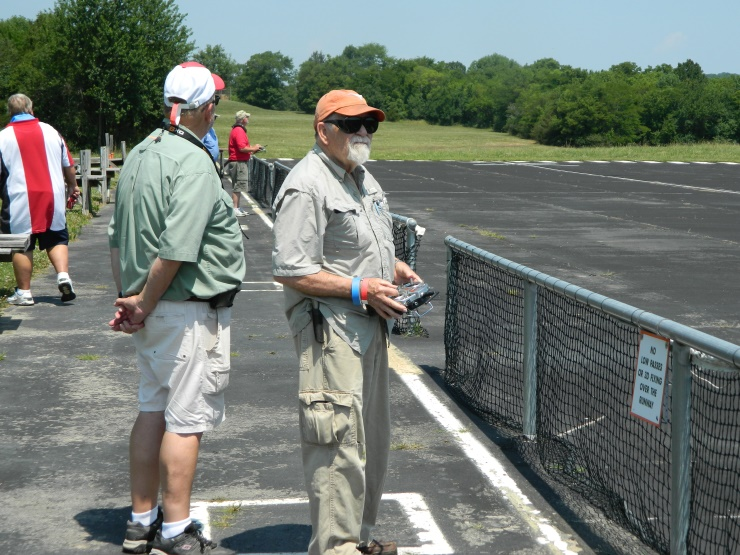 NO
LOW PASSES
OR 3D FLYING
OVER THE
RUNWAY